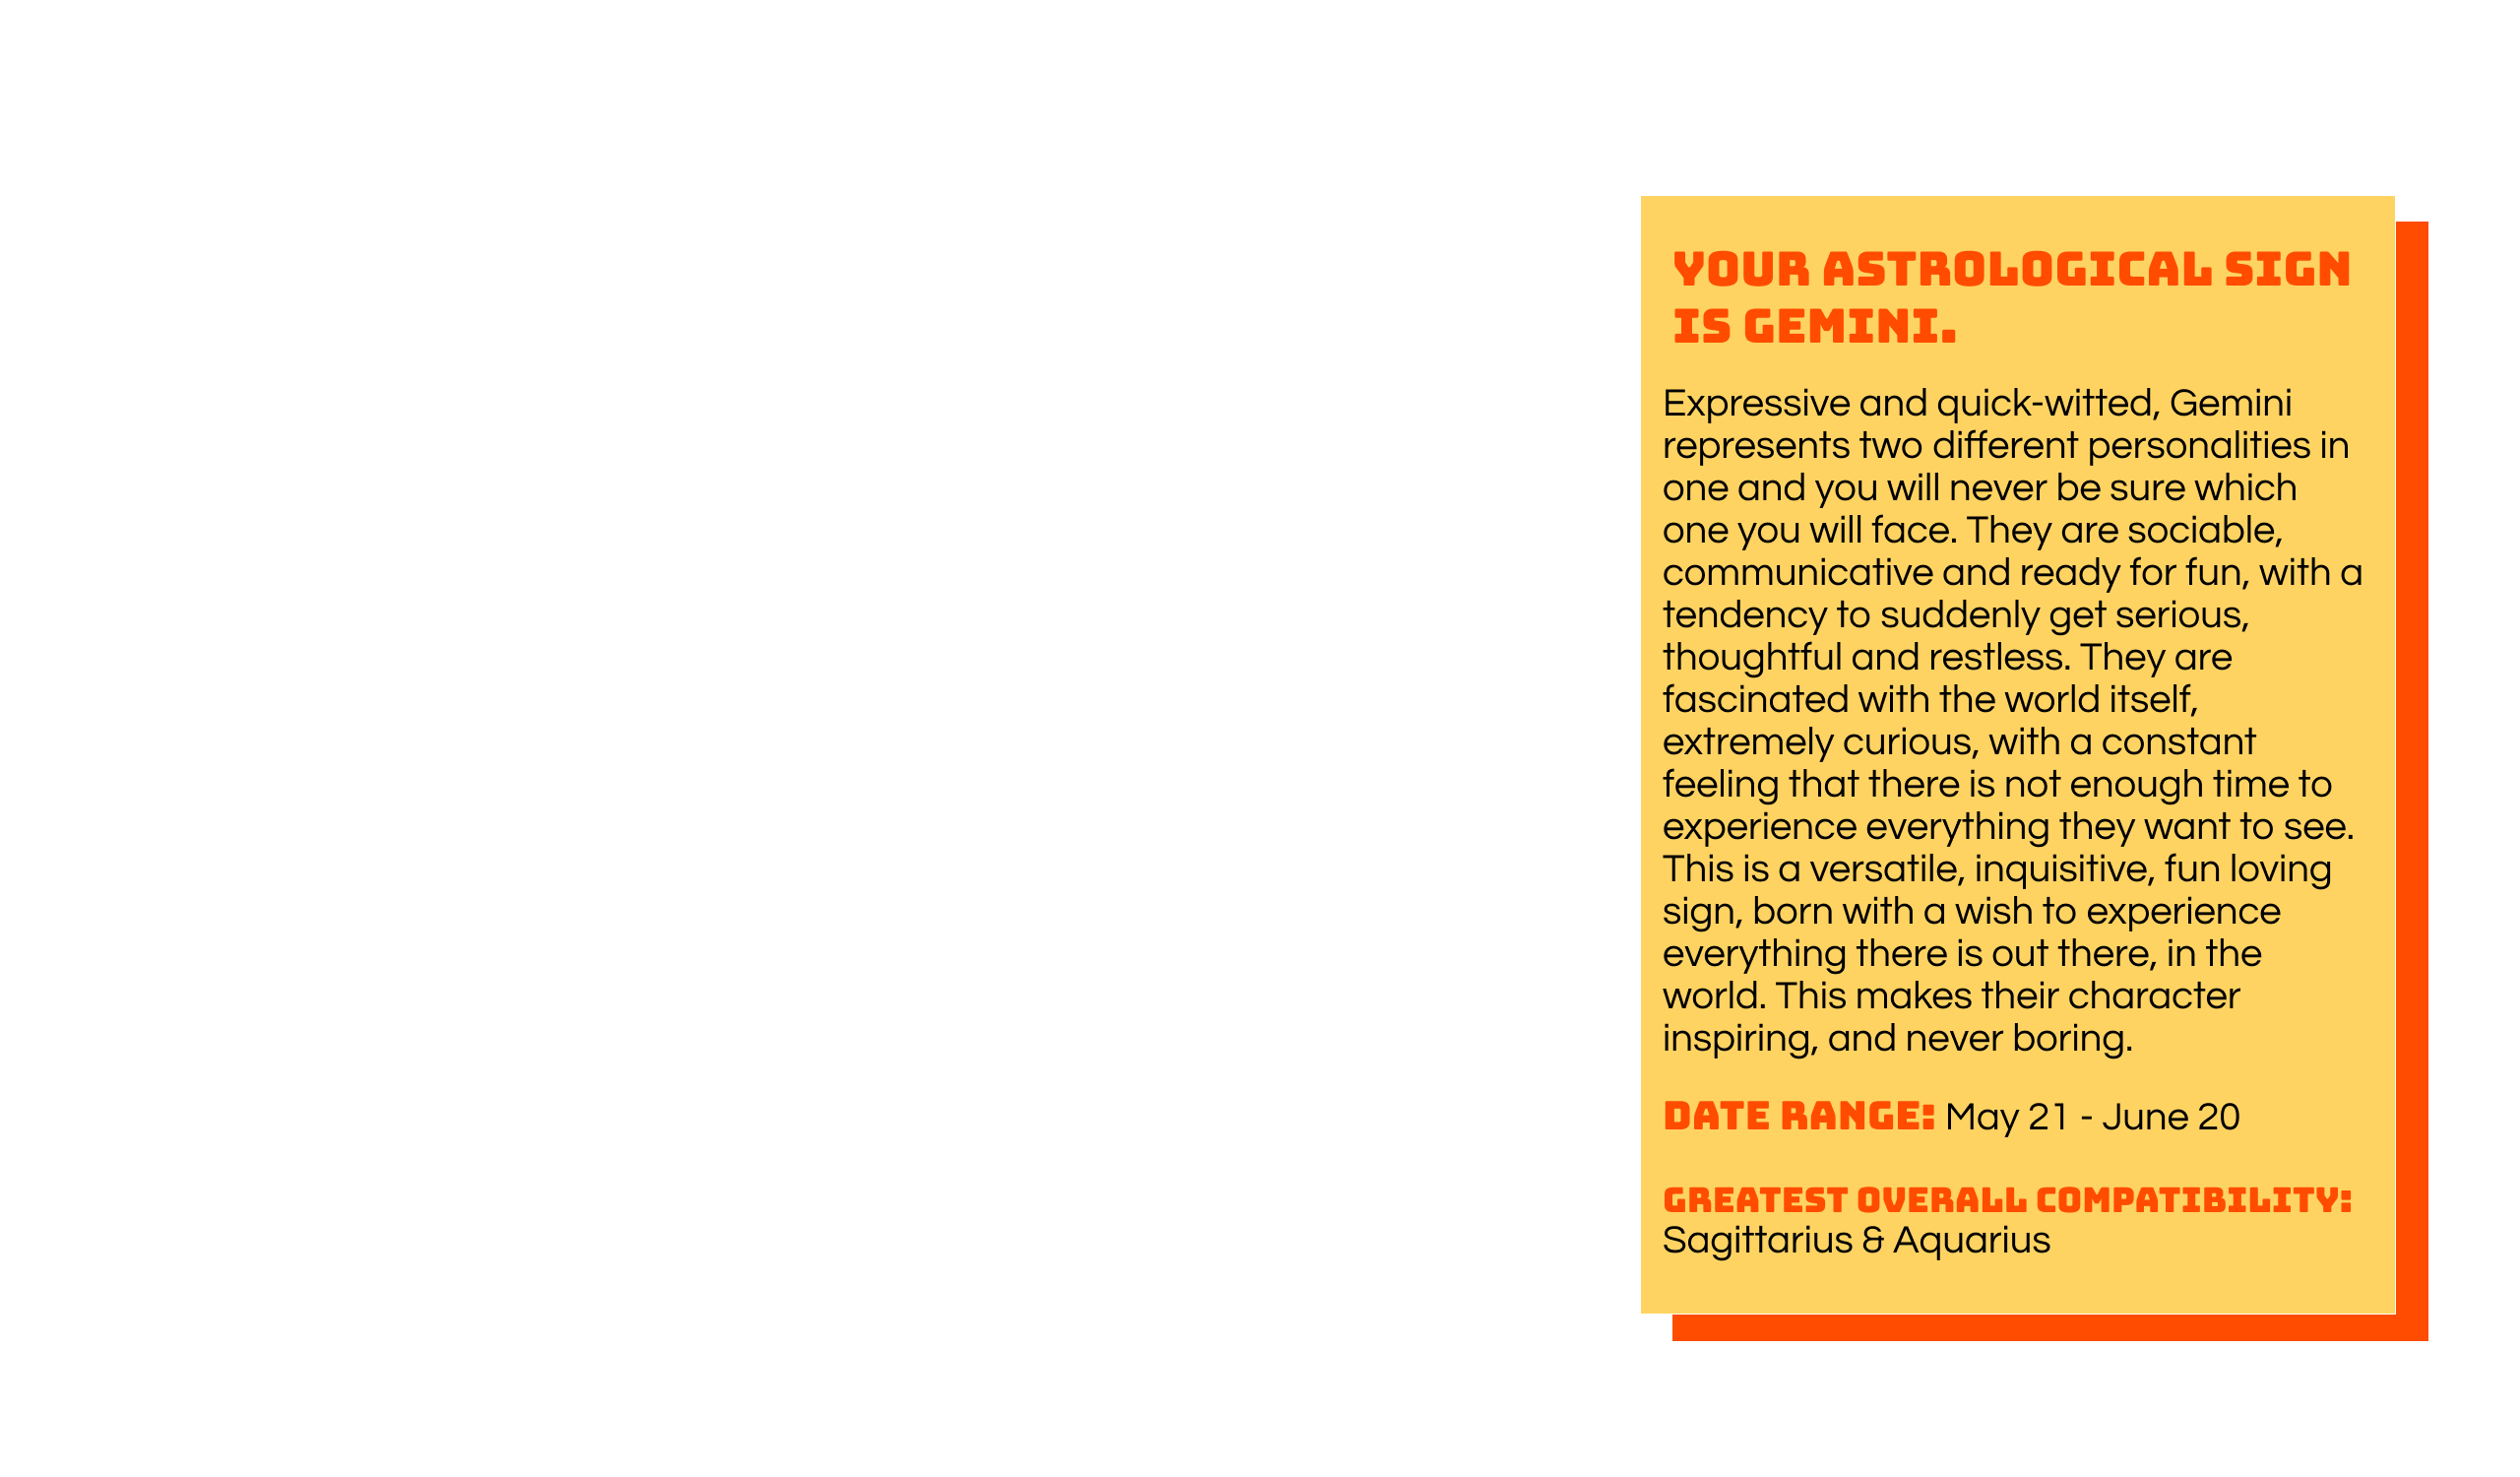 YOUR ASTROLOGICAL SIGN
IS GEMINI.
Expressive and quick-witted, Gemini
represents two different personalities in
one and you will never be sure which
one you will face. They are sociable,
communicative and ready for fun, with a
tendency to suddenly get serious,
thoughtful and restless. They are
fascinated with the world itself,
extremely curious, with a constant
feeling that there is not enough time to
experience everything they want to see.
This is a versatile, inquisitive, fun loving
sign, born with a wish to experience
everything there is out there, in the
world. This makes their character
inspiring, and never boring.
DATE RANGE: May 21 - June 20
GREATEST OVERALL COMPATIBILITY:
Sagittarius & Aquarius